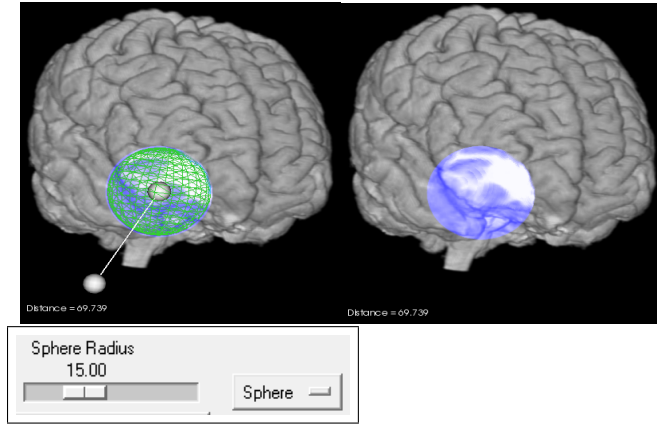 Distance = 69.739
Distance = 69.739
Sphere Radius
15.00
Sphere